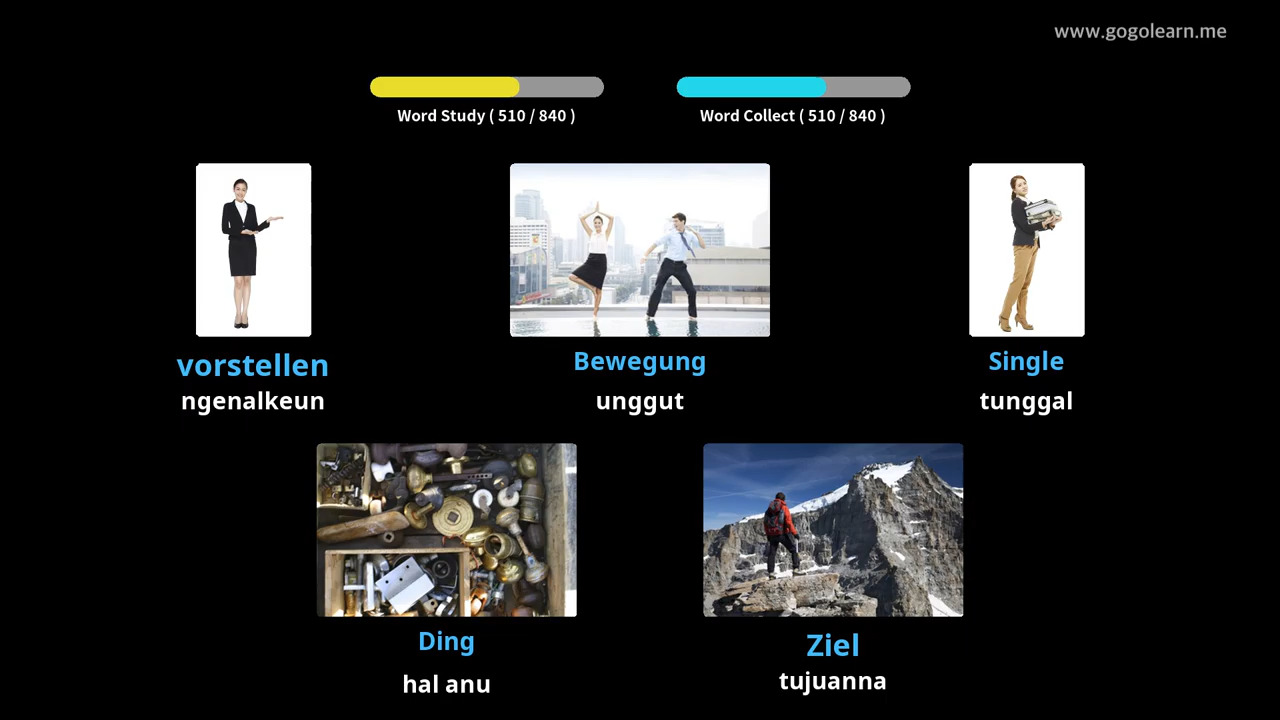 www.gogolearn.me
Word Study ( 510 / 840 )
Word Collect ( 510 / 840 )
vorstellen
ngenalkeun
Bewegung
unggut
Single
tunggal
Ding
hal anu
Ziel
tujuanna